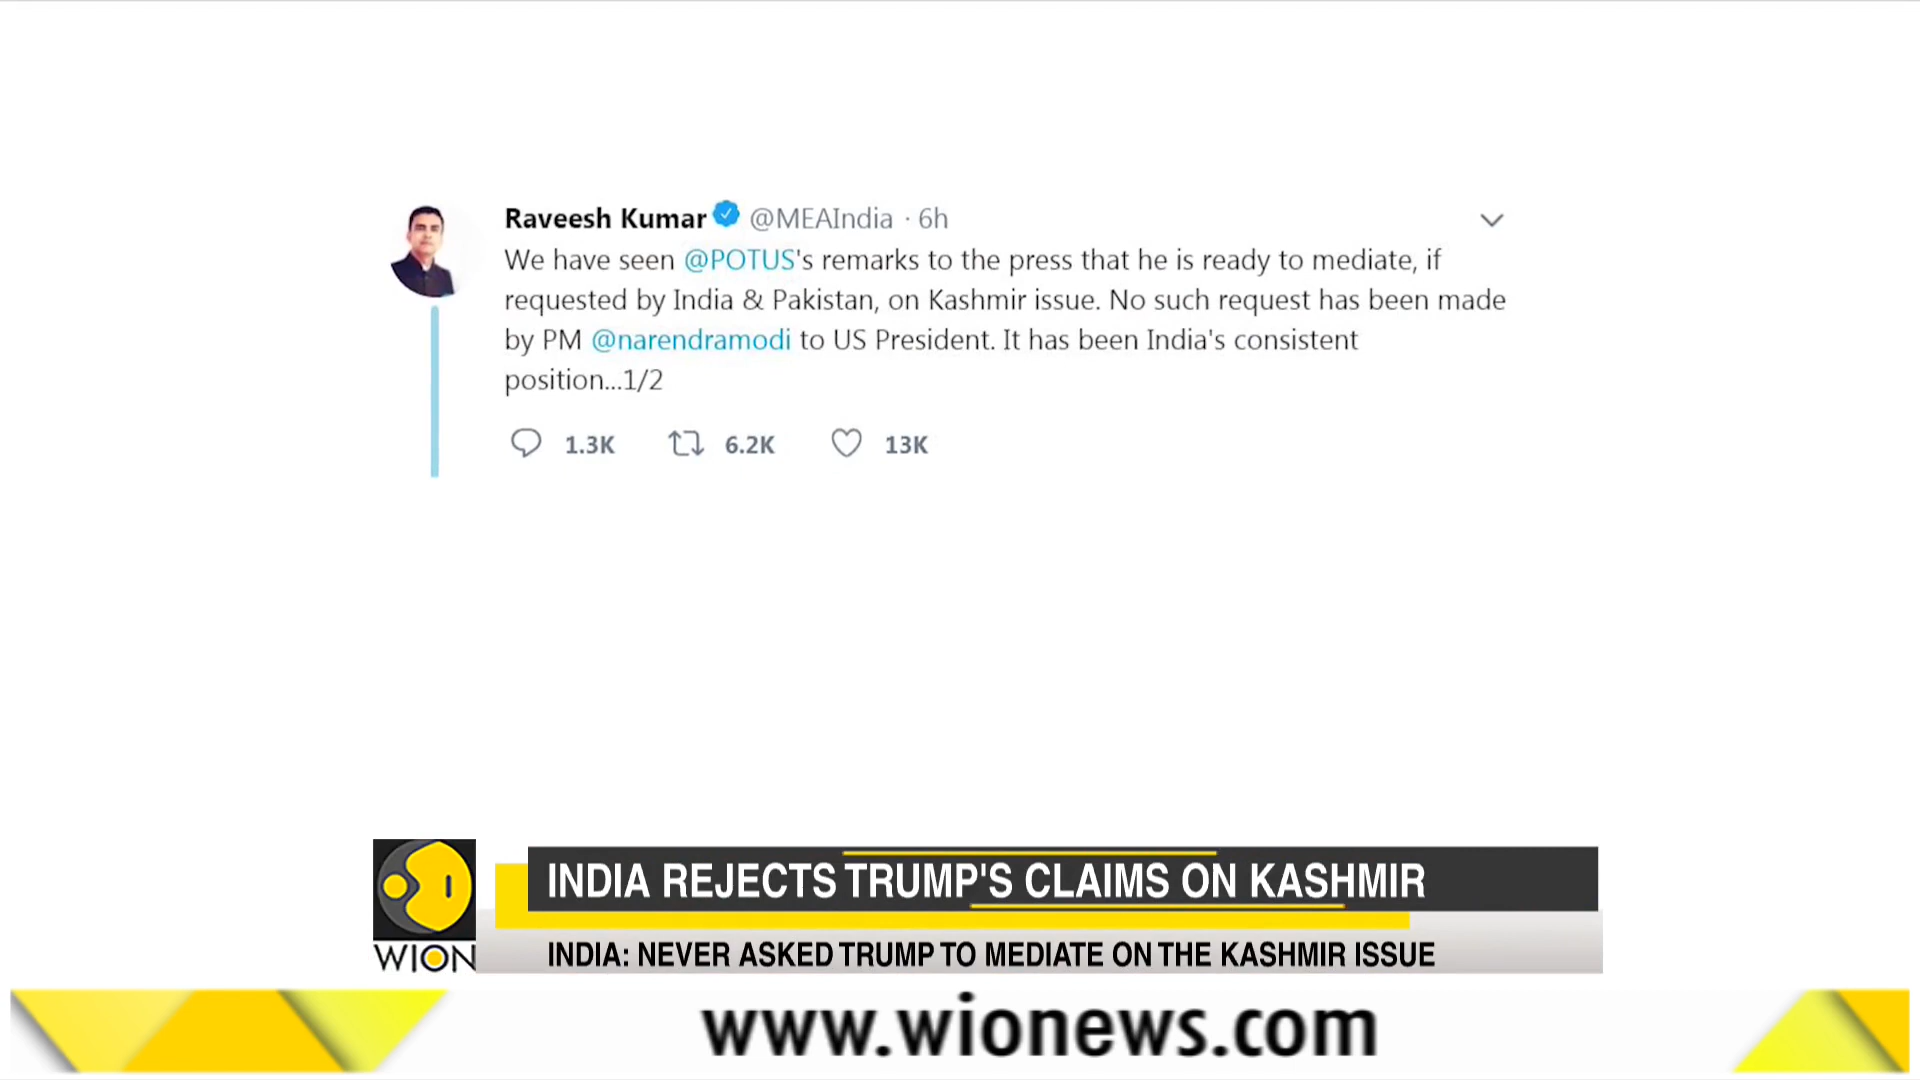 Raveesh Kumar @MEAIndia · 6h
We have seen @POTUS's remarks to the press that he is ready to mediate, if
requested by India & Pakistan, on Kashmir issue. No such request has been made
by PM @narendramodi to US President. It has been India's consistent
position...1/2
1.3K 6.2K 13K
INDIA REJECTS TRUMP'S CLAIMS ON KASHMIR
WION
INDIA: NEVER ASKED TRUMP TO MEDIATE ON THE KASHMIR ISSUE
www.wionews.com